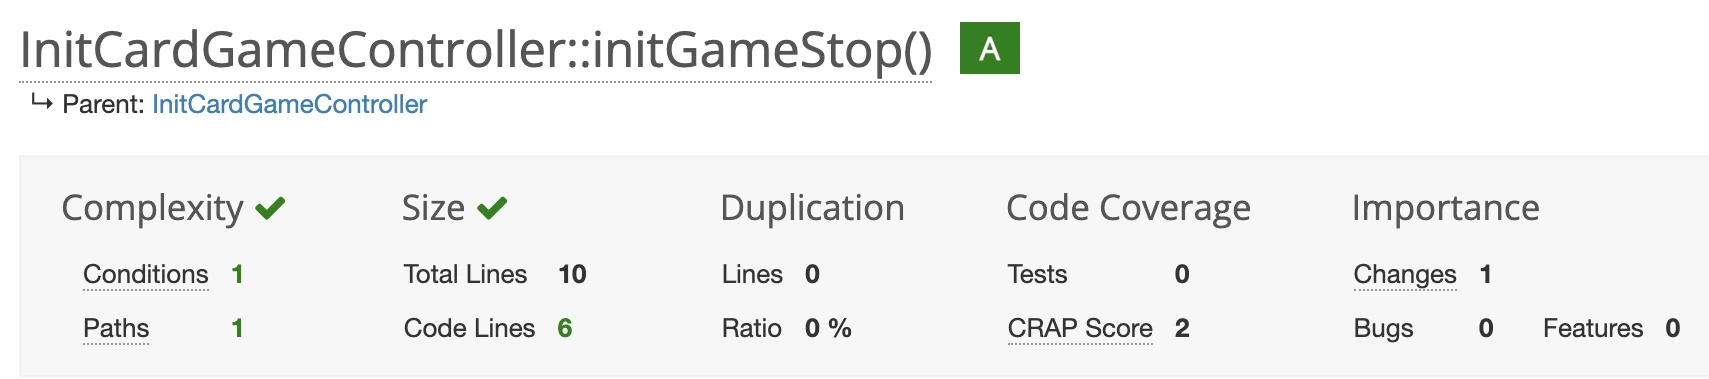 InitCardGameController::initGameStop() A
Parent: InitCardGameController
Complexity Size Duplication Code Coverage Importance
Conditions 1 Total Lines 10 Lines 0 Tests 0 Changes 1
Paths 1 Code Lines 6 Ratio 0 % CRAP Score 2 Bugs 0 Features 0